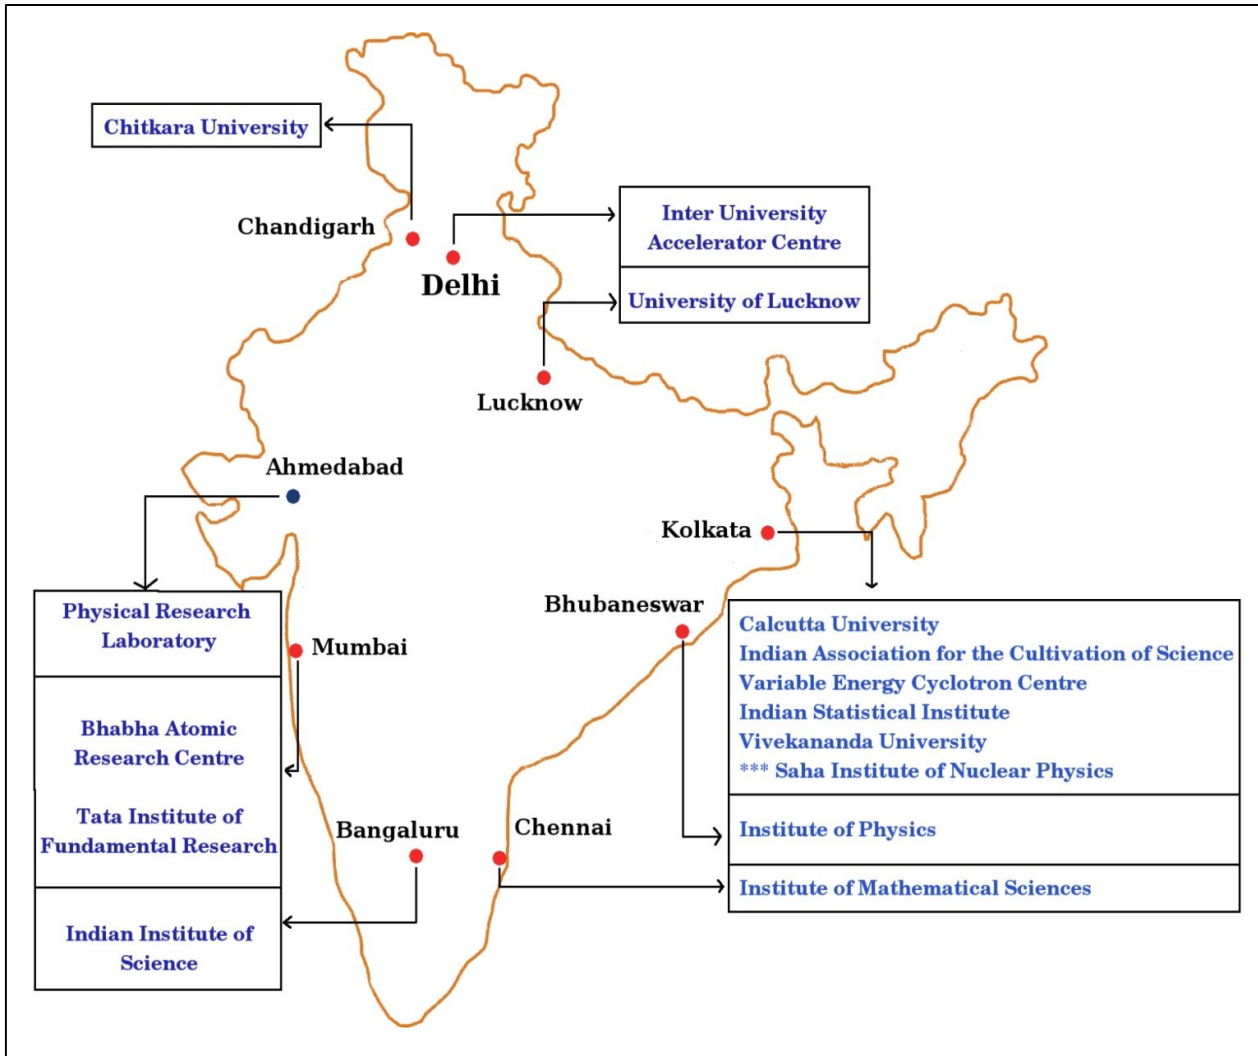 Chitkara University
Chandigarh
Delhi
Inter University
Accelerator Centre
University of Lucknow
Lucknow
Ahmedabad
Kolkata
Physical Research
Laboratory
Mumbai
Bhabha Atomic
Research Centre
Tata Institute of
Fundamental Research
Indian Institute of
Science
Bhubaneswar
Bangaluru
Chennai
Calcutta University
Indian Association for the Cultivation of Science
Variable Energy Cyclotron Centre
Indian Statistical Institute
Vivekananda University
*** Saha Institute of Nuclear Physics
Institute of Physics
Institute of Mathematical Sciences